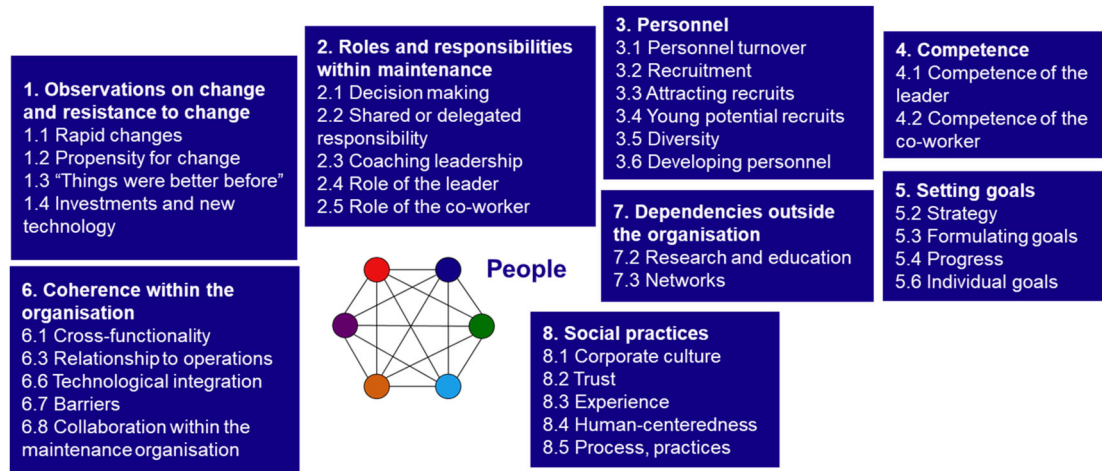 1. Observations on change
and resistance to change
1.1 Rapid changes
1.2 Propensity for change
1.3 “Things were better before”
1.4 Investments and new
technology
2. Roles and responsibilities
within maintenance
2.1 Decision making
2.2 Shared or delegated
responsibility
2.3 Coaching leadership
2.4 Role of the leader
2.5 Role of the co-worker
3. Personnel
3.1 Personnel turnover
3.2 Recruitment
3.3 Attracting recruits
3.4 Young potential recruits
3.5 Diversity
3.6 Developing personnel
4. Competence
4.1 Competence of the
leader
4.2 Competence of the
co-worker
5. Setting goals
5.2 Strategy
5.3 Formulating goals
5.4 Progress
5.6 Individual goals
6. Coherence within the
organisation
6.1 Cross-functionality
6.3 Relationship to operations
6.6 Technological integration
6.7 Barriers
6.8 Collaboration within the
maintenance organisation
People
7. Dependencies outside
the organisation
7.2 Research and education
7.3 Networks
8. Social practices
8.1 Corporate culture
8.2 Trust
8.3 Experience
8.4 Human-centeredness
8.5 Process, practices